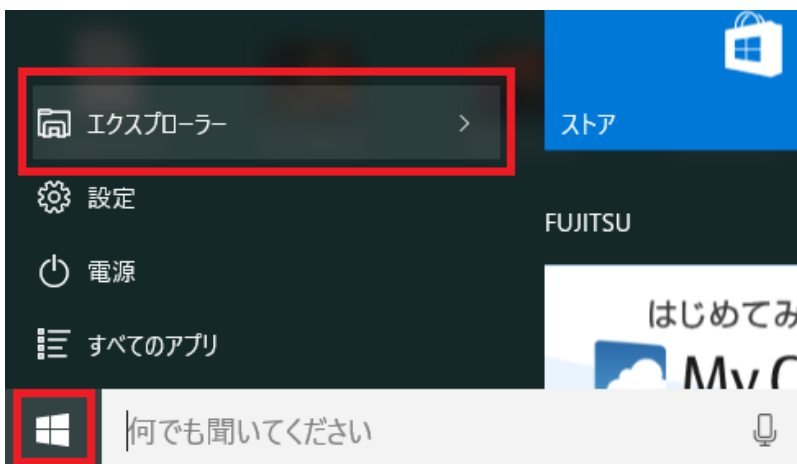 エクスプローラー
設定
電源
すべてのアプリ
何でも聞いてください
ストア
FUJITSU
はじめてみ
My C